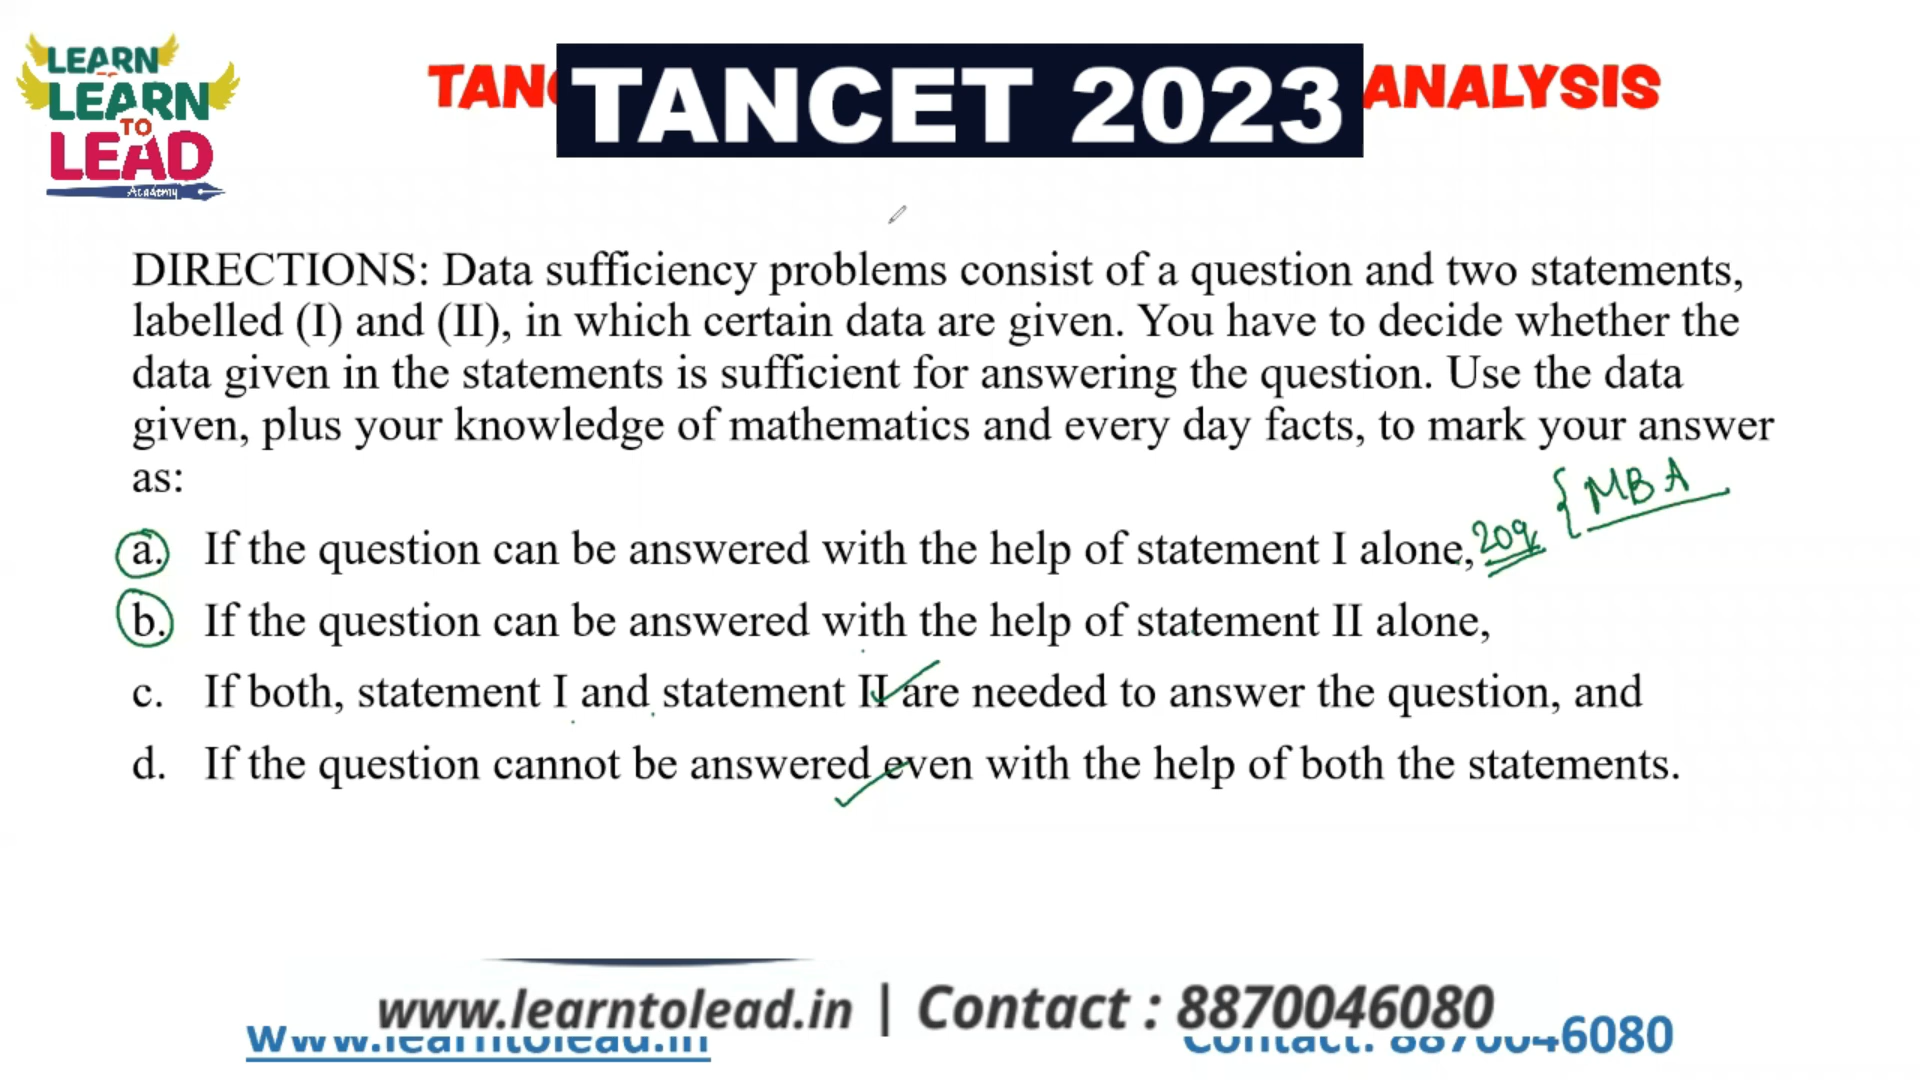 LEARN
LEARN
TO
LEAD
Academy
TANCET 2023 ANALYSIS
DIRECTIONS: Data sufficiency problems consist of a question and two statements,
labelled (I) and (II), in which certain data are given. You have to decide whether the
data given in the statements is sufficient for answering the question. Use the data
given, plus your knowledge of mathematics and every day facts, to mark your answer
as:
{ MBA
a. If the question can be answered with the help of statement I alone, 20q
b. If the question can be answered with the help of statement II alone,
c. If both, statement I and statement II are needed to answer the question, and
d. If the question cannot be answered even with the help of both the statements.
www.learntolead.in | Contact : 8870046080
Www.learntolead.in Contact: 8870046080